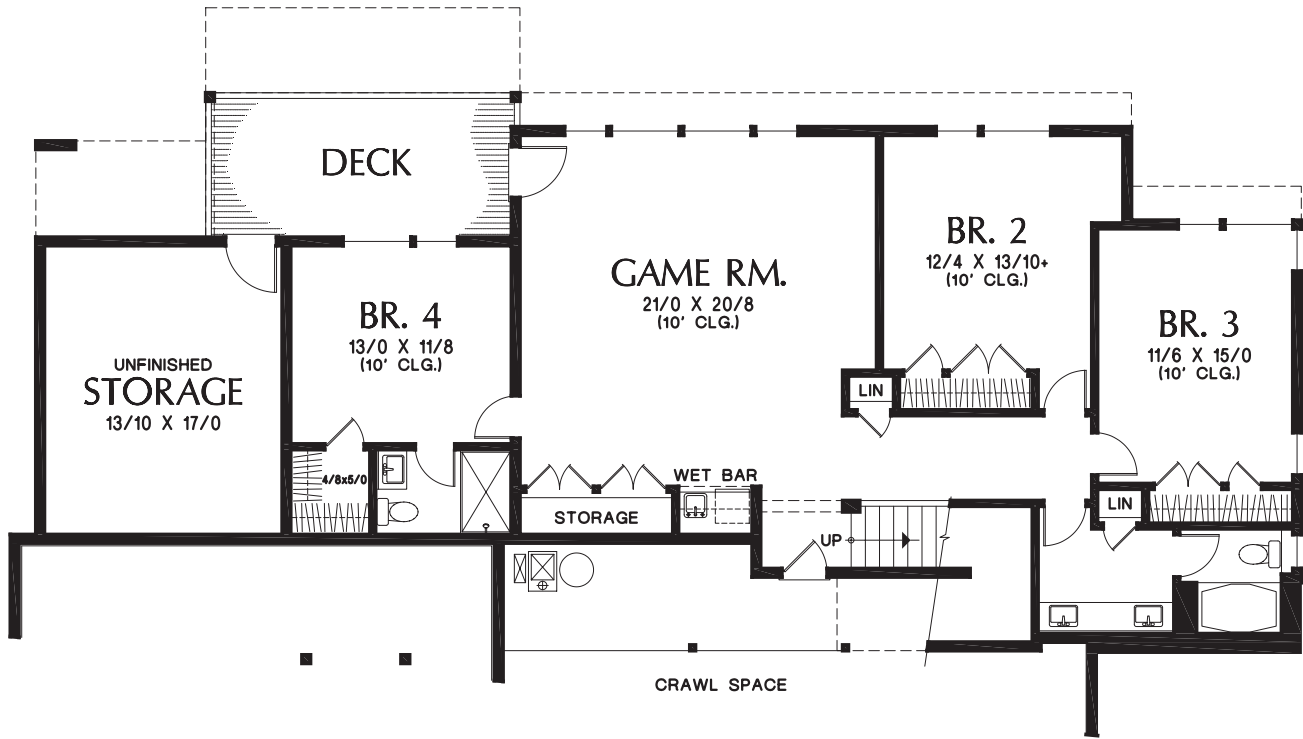 DECK
BR. 2
12/4 X 13/10+
(10' CLG.)
GAME RM.
21/0 X 20/8
(10' CLG.)
BR. 4
13/0 X 11/8
(10' CLG.)
BR. 3
11/6 X 15/0
(10' CLG.)
UNFINISHED
STORAGE
13/10 X 17/0
LIN
4/8x5/0
WET BAR
STORAGE
LIN
UP
CRAWL SPACE